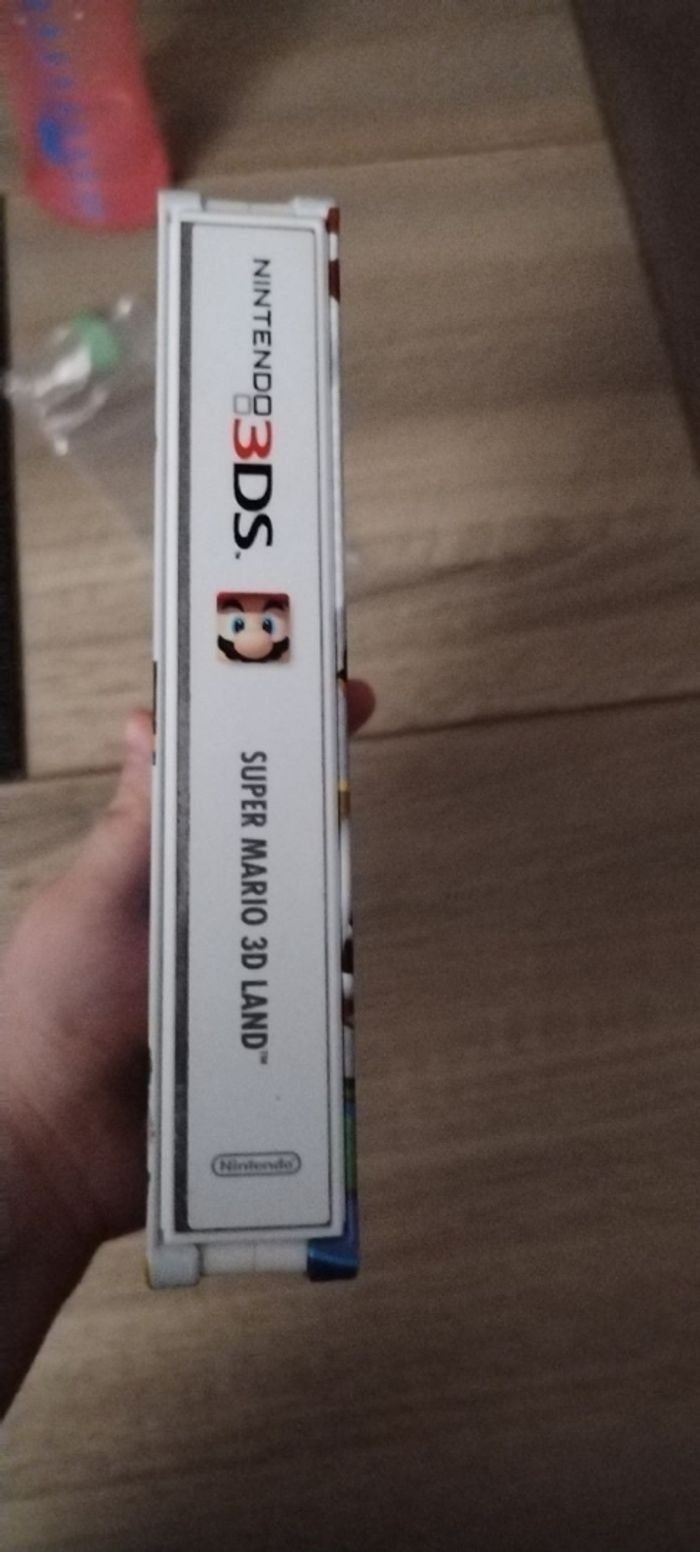 NINTENDO
3DS
SUPER MARIO 3D LAND™
Nintendo